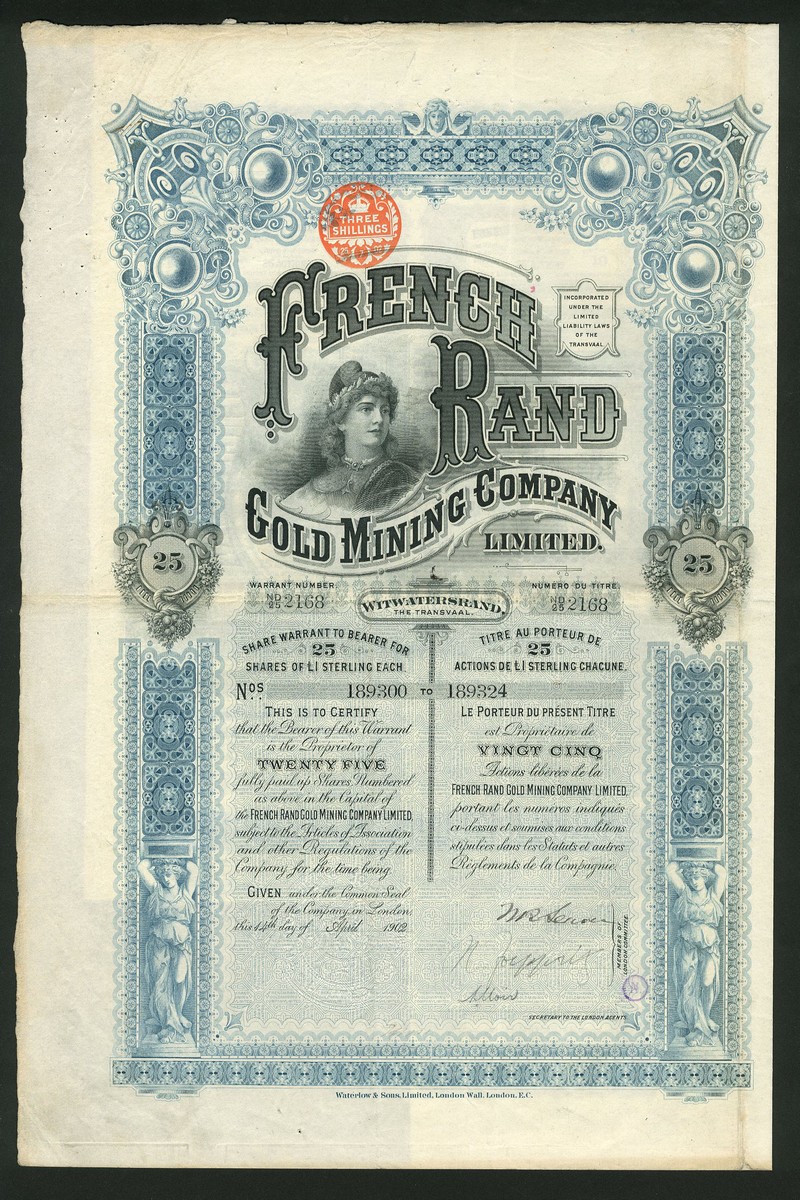 THREE
SHILLINGS
FRENCH
RAND
GOLD MINING COMPANY
LIMITED.
INCORPORATED
UNDER THE
LIMITED
LIABILITY LAWS
OF THE
TRANSVAAL
25
25
WARRANT NUMBER
NO/25 2168
WITWATERSRAND,
THE TRANSVAAL.
NUMERO DU TITRE
NO/25 2168
SHARE WARRANT TO BEARER FOR
25
SHARES OF £1 STERLING EACH
TITRE AU PORTEUR DE
25
ACTIONS DE £1 STERLING CHACUNE.
Nos. 189300 TO 189324
THIS IS TO CERTIFY
that the Bearer of this Warrant
is the Proprietor of
TWENTY FIVE
fully paid up Shares, Numbered
as above, in the Capital of
the FRENCH RAND GOLD MINING COMPANY LIMITED,
subject to the Articles of Association
and other Regulations of the
Company for the time being.
GIVEN under the Common Seal
of the Company in London,
this 14th day of April 1902
LE PORTEUR DU PRÉSENT TITRE
est Propriétaire de
VINGT CINQ
Actions libérées de la
FRENCH RAND GOLD MINING COMPANY LIMITED,
portant les numeros indiqués
ci-dessus et soumises aux conditions
stipulées dans les Statuts et autres
Réglements de la Compagnie.
MEMBERS OF
LONDON COMMITTEE.
SECRETARY TO THE LONDON AGENTS.
Waterlow & Sons, Limited, London Wall, London, E.C.